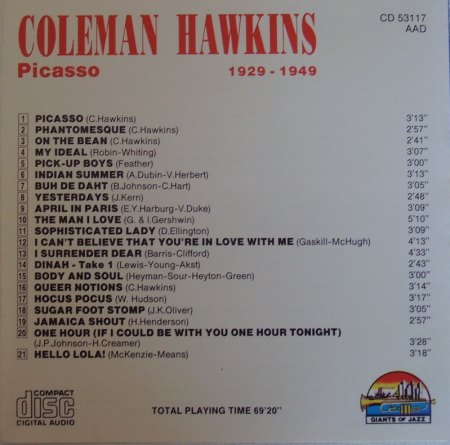 COLEMAN HAWKINS
CD 53117
AAD
Picasso 1929 - 1949
1 PICASSO (C.Hawkins) 3'13"
2 PHANTOMESQUE (C.Hawkins) 2'57"
3 ON THE BEAN (C.Hawkins) 2'41"
4 MY IDEAL (Robin-Whiting) 3'07"
5 PICK-UP BOYS (Feather) 3'00"
6 INDIAN SUMMER (A.Dubin-V.Herbert) 3'13"
7 BUH DE DAHT (B.Johnson-C.Hart) 3'05"
8 YESTERDAYS (J.Kern) 2'48"
9 APRIL IN PARIS (E.Y.Harburg-V.Duke) 3'09"
10 THE MAN I LOVE (G. & I.Gershwin) 5'10"
11 SOPHISTICATED LADY (D.Ellington) 3'09"
12 I CAN'T BELIEVE THAT YOU'RE IN LOVE WITH ME (Gaskill-McHugh) 4'13"
13 I SURRENDER DEAR (Barris-Clifford) 4'33"
14 DINAH - Take 1 (Lewis-Young-Akst) 2'43"
15 BODY AND SOUL (Heyman-Sour-Heyton-Green) 3'00"
16 QUEER NOTIONS (C.Hawkins) 3'14"
17 HOCUS POCUS (W. Hudson) 3'17"
18 SUGAR FOOT STOMP (J.K.Oliver) 3'05"
19 JAMAICA SHOUT (H.Henderson) 2'57"
20 ONE HOUR (IF I COULD BE WITH YOU ONE HOUR TONIGHT)
(J.P.Johnson-H.Creamer) 3'28"
21 HELLO LOLA! (McKenzie-Means) 3'18"
COMPACT
disc
DIGITAL AUDIO
TOTAL PLAYING TIME 69'20"
GIANTS OF JAZZ